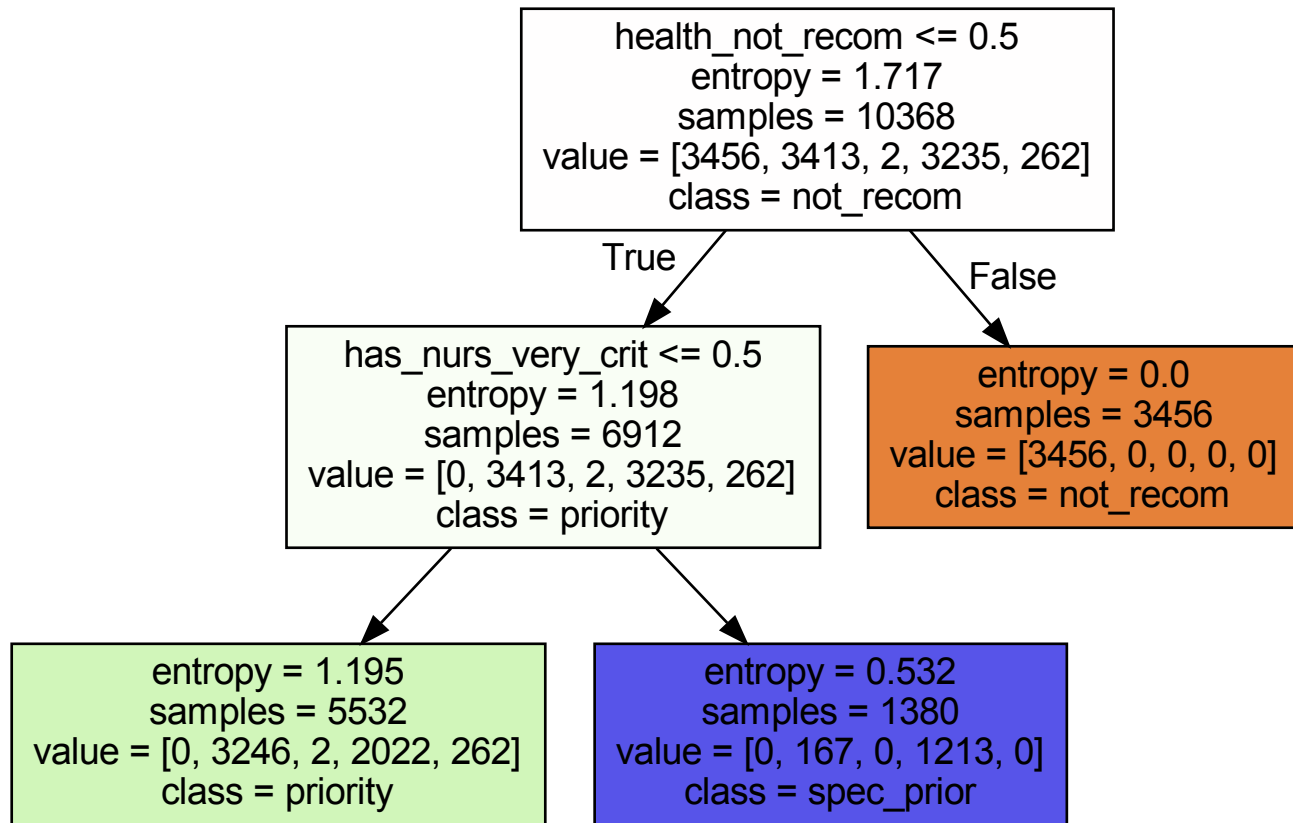 health_not_recom <= 0.5
entropy = 1.717
samples = 10368
value = [3456, 3413, 2, 3235, 262]
class = not_recom
True
False
has_nurs_very_crit <= 0.5
entropy = 1.198
samples = 6912
value = [0, 3413, 2, 3235, 262]
class = priority
entropy = 0.0
samples = 3456
value = [3456, 0, 0, 0, 0]
class = not_recom
entropy = 1.195
samples = 5532
value = [0, 3246, 2, 2022, 262]
class = priority
entropy = 0.532
samples = 1380
value = [0, 167, 0, 1213, 0]
class = spec_prior